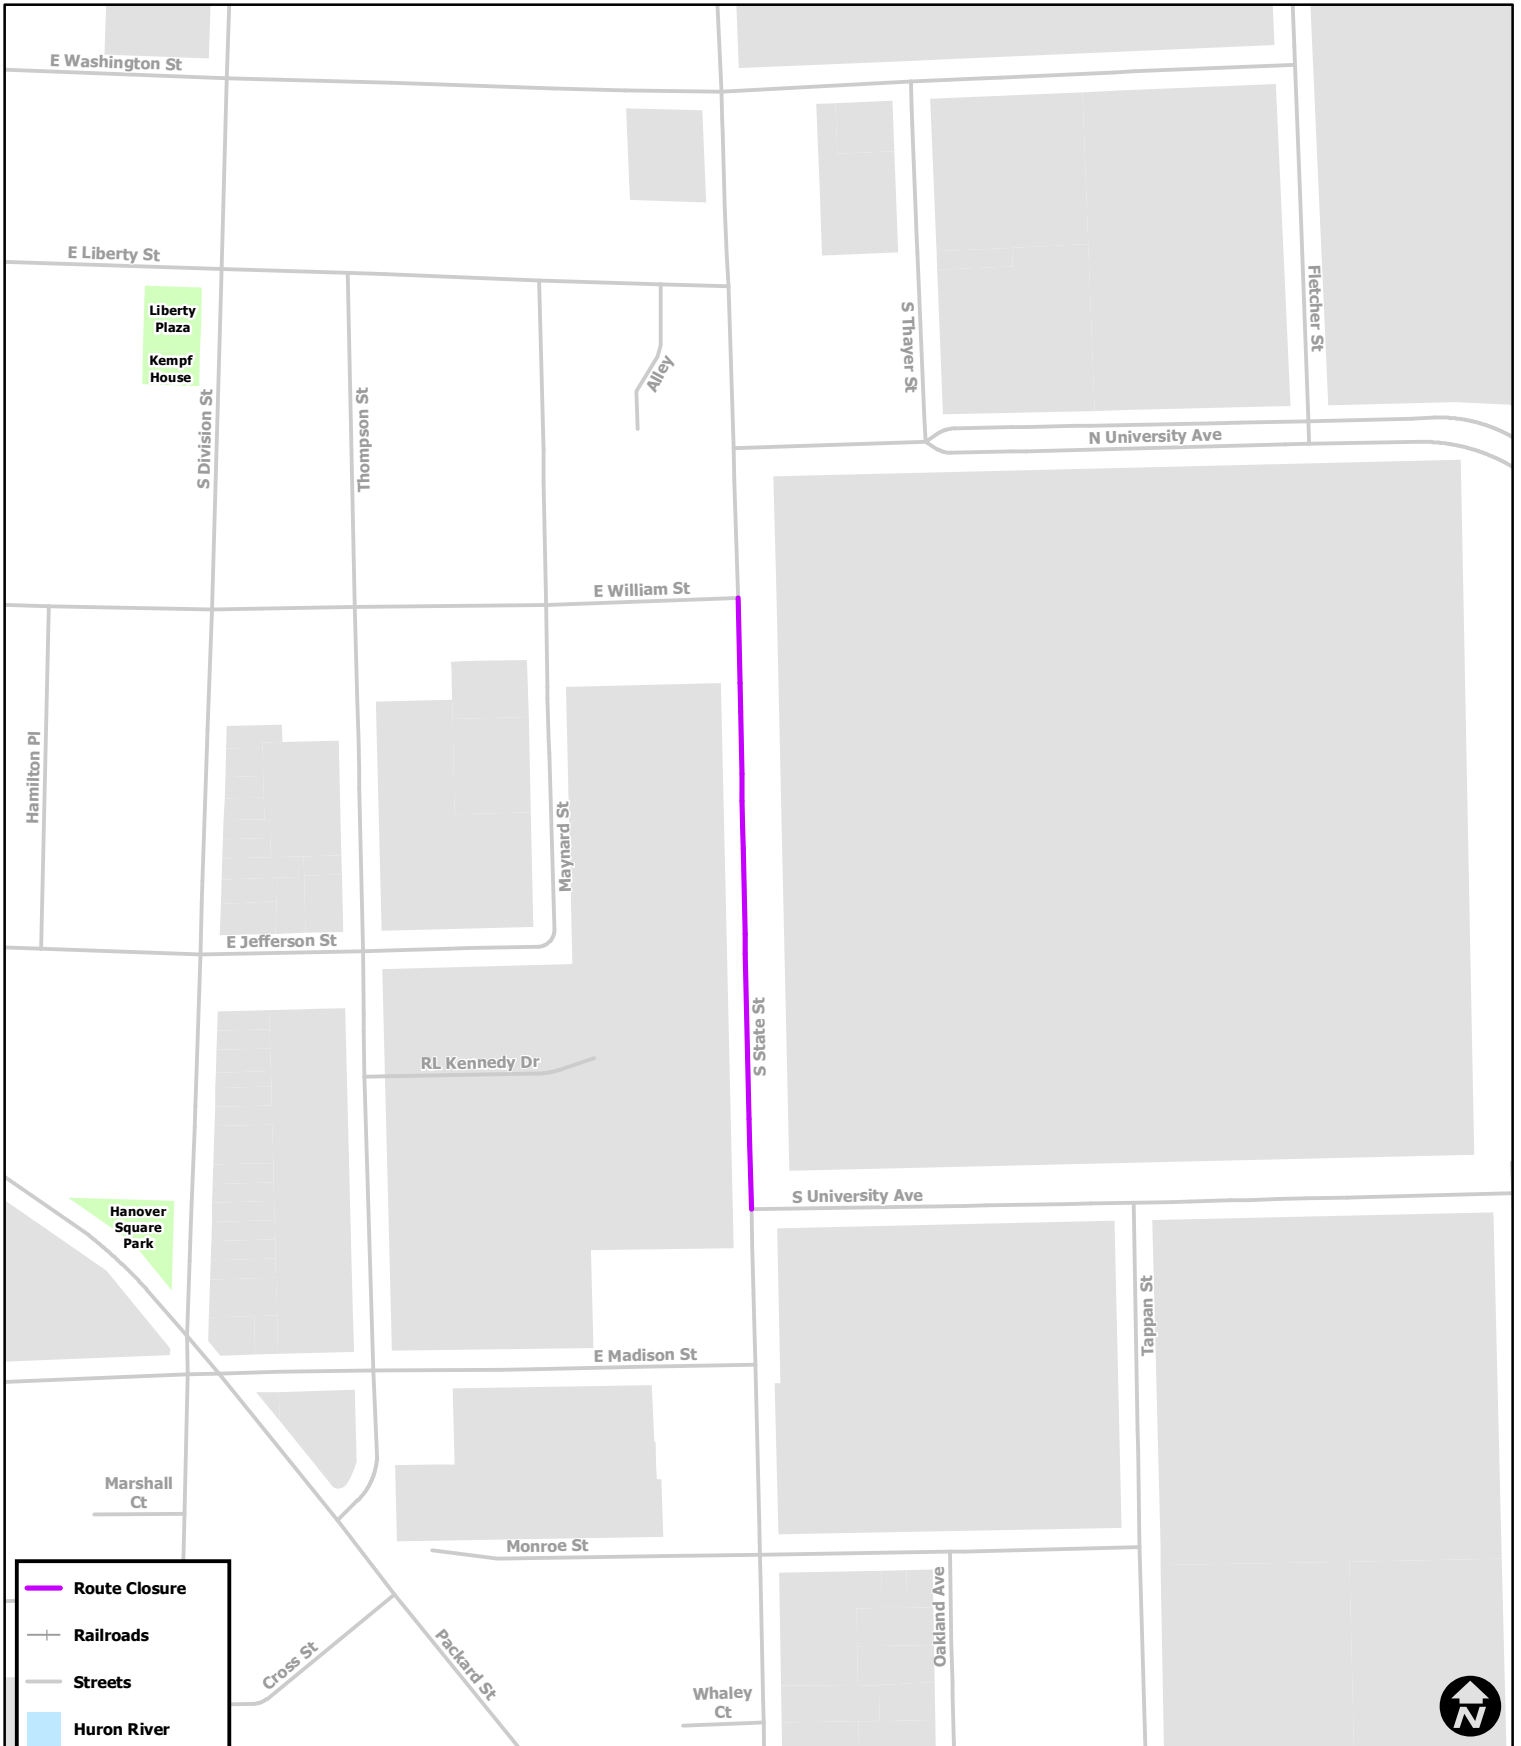 E Washington St
E Liberty St
Liberty
Plaza
Kempf
House
S Division St
Thompson St
Alley
S Thayer St
Fletcher St
N University Ave
E William St
Hamilton Pl
Maynard St
E Jefferson St
S State St
RL Kennedy Dr
S University Ave
Hanover
Square
Park
Tappan St
E Madison St
Marshall
Ct
Monroe St
Oakland Ave
Cross St
Packard St
Whaley
Ct
Route Closure
Railroads
Streets
Huron River
N